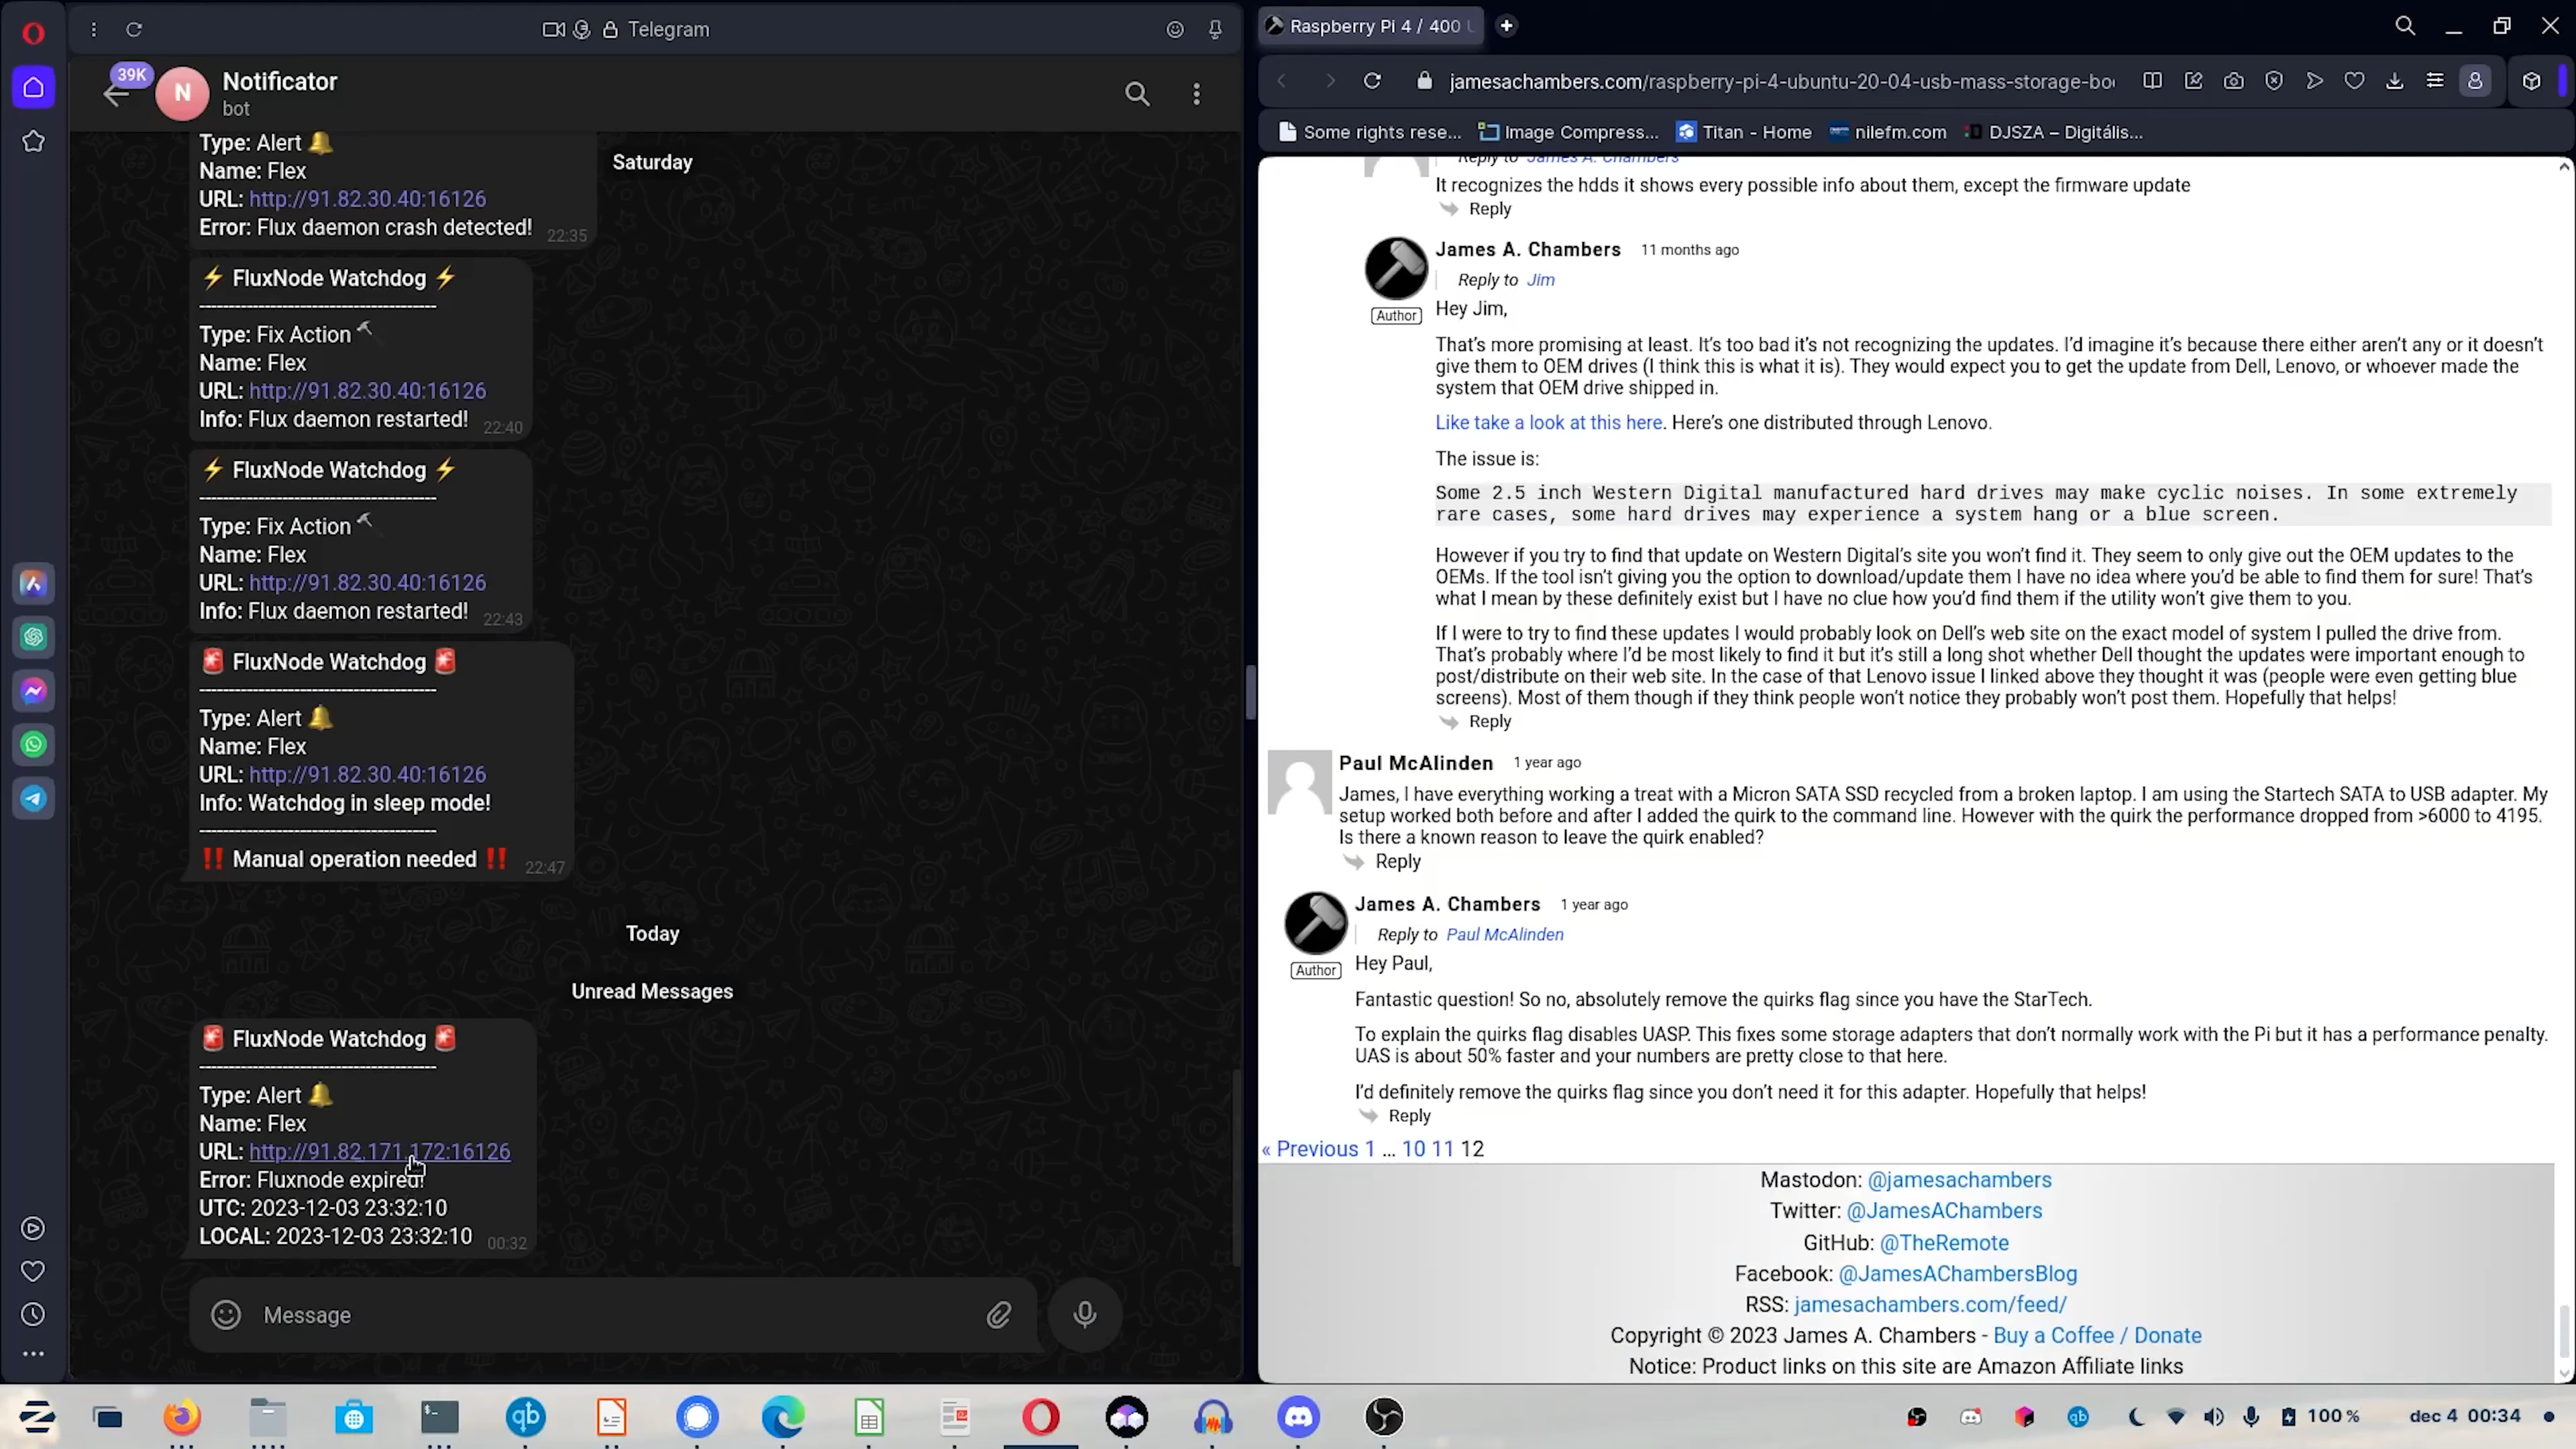 Telegram
39K
N
Notificator
bot
Type: Alert 🔔
Name: Flex
URL: http://91.82.30.40:16126
Error: Flux daemon crash detected!
22:35
Saturday
⚡ FluxNode Watchdog ⚡
------------------------------------------
Type: Fix Action 🔨
Name: Flex
URL: http://91.82.30.40:16126
Info: Flux daemon restarted!
22:40
⚡ FluxNode Watchdog ⚡
------------------------------------------
Type: Fix Action 🔨
Name: Flex
URL: http://91.82.30.40:16126
Info: Flux daemon restarted!
22:43
🚨 FluxNode Watchdog 🚨
------------------------------------------
Type: Alert 🔔
Name: Flex
URL: http://91.82.30.40:16126
Info: Watchdog in sleep mode!
------------------------------------------
‼️ Manual operation needed ‼️
22:47
Today
Unread Messages
🚨 FluxNode Watchdog 🚨
------------------------------------------
Type: Alert 🔔
Name: Flex
URL: http://91.82.171.172:16126
Error: Fluxnode expired!
UTC: 2023-12-03 23:32:10
LOCAL: 2023-12-03 23:32:10
00:32
Message
Raspberry Pi 4 / 400
jamesachambers.com/raspberry-pi-4-ubuntu-20-04-usb-mass-storage-boo
Some rights rese...
Image Compress...
Titan - Home
nilefm.com
DJSZA – Digitális...
Reply to James A. Chambers
It recognizes the hdds it shows every possible info about them, except the firmware update
Reply
James A. Chambers 11 months ago
Reply to Jim
Author
Hey Jim,
That's more promising at least. It's too bad it's not recognizing the updates. I'd imagine it's because there either aren't any or it doesn't
give them to OEM drives (I think this is what it is). They would expect you to get the update from Dell, Lenovo, or whoever made the
system that OEM drive shipped in.
Like take a look at this here. Here's one distributed through Lenovo.
The issue is:
Some 2.5 inch Western Digital manufactured hard drives may make cyclic noises. In some extremely
rare cases, some hard drives may experience a system hang or a blue screen.
However if you try to find that update on Western Digital's site you won't find it. They seem to only give out the OEM updates to the
OEMs. If the tool isn't giving you the option to download/update them I have no idea where you'd be able to find them for sure! That's
what I mean by these definitely exist but I have no clue how you'd find them if the utility won't give them to you.
If I were to try to find these updates I would probably look on Dell's web site on the exact model of system I pulled the drive from.
That's probably where I'd be most likely to find it but it's still a long shot whether Dell thought the updates were important enough to
post/distribute on their web site. In the case of that Lenovo issue I linked above they thought it was (people were even getting blue
screens). Most of them though if they think people won't notice they probably won't post them. Hopefully that helps!
Reply
Paul McAlinden 1 year ago
James, I have everything working a treat with a Micron SATA SSD recycled from a broken laptop. I am using the Startech SATA to USB adapter. My
setup worked both before and after I added the quirk to the command line. However with the quirk the performance dropped from >6000 to 4195.
Is there a known reason to leave the quirk enabled?
Reply
James A. Chambers 1 year ago
Reply to Paul McAlinden
Author
Hey Paul,
Fantastic question! So no, absolutely remove the quirks flag since you have the StarTech.
To explain the quirks flag disables UASP. This fixes some storage adapters that don't normally work with the Pi but it has a performance penalty.
UAS is about 50% faster and your numbers are pretty close to that here.
I'd definitely remove the quirks flag since you don't need it for this adapter. Hopefully that helps!
Reply
« Previous 1 ... 10 11 12
Mastodon: @jamesachambers
Twitter: @JamesAChambers
GitHub: @TheRemote
Facebook: @JamesAChambersBlog
RSS: jamesachambers.com/feed/
Copyright © 2023 James A. Chambers - Buy a Coffee / Donate
Notice: Product links on this site are Amazon Affiliate links
100 %
dec 4 00:34